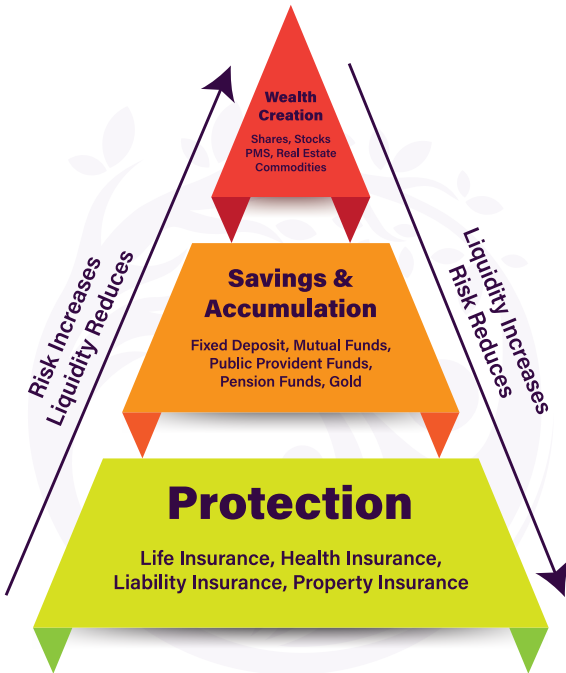 Wealth
Creation
Shares, Stocks
PMS, Real Estate
Commodities
Risk Increases
Liquidity Reduces
Liquidity Increases
Risk Reduces
Savings &
Accumulation
Fixed Deposit, Mutual Funds,
Public Provident Funds,
Pension Funds, Gold
Protection
Life Insurance, Health Insurance,
Liability Insurance, Property Insurance